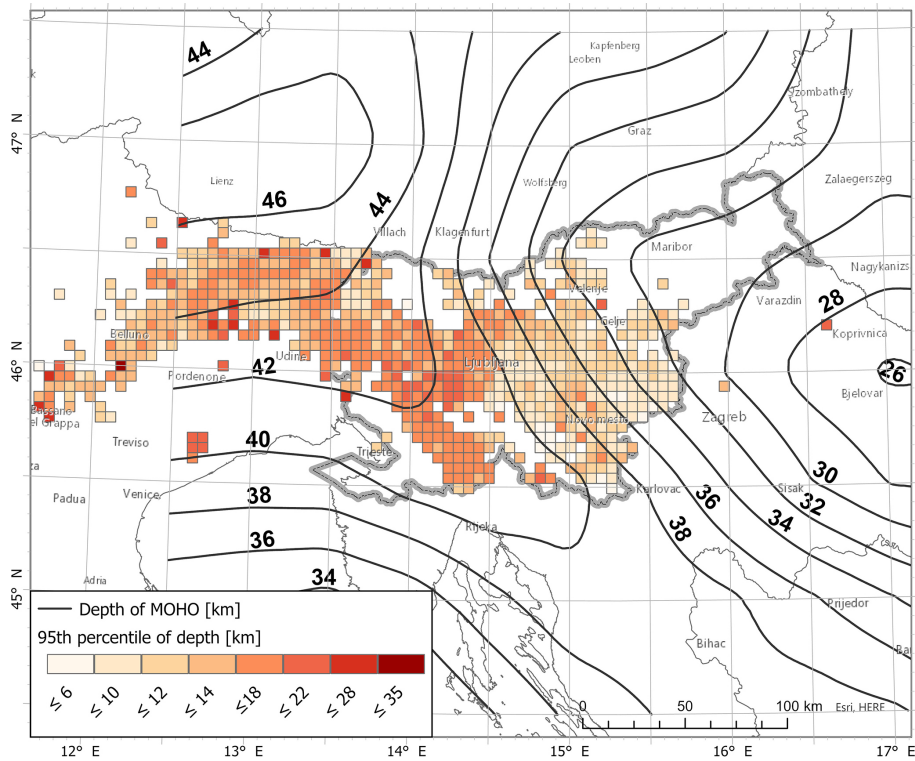 44
Kapfenberg
Leoben
k
Szombathely
47° N
Graz
Lienz
46
44
Wolfsberg
Zalaegerszeg
Villach
Klagenfurt
Maribor
Nagykanizs
Velenje
Varazdin
28
Celje
Koprivnica
Belluno
46° N
Udine
Ljubljana
42
Pordenone
26
Bjelovar
Bassano
el Grappa
Novo mesto
Zagreb
Treviso
40
Trieste
za
30
Padua
Venice
38
Karlovac
36
Sisak
32
34
38
Rijeka
36
45° N
Adria
34
Prijedor
Depth of MOHO [km]
95th percentile of depth [km]
Bihac
Ba
≤ 6
≤ 10
≤ 12
≤ 14
≤18
≤ 22
≤ 28
≤ 35
0
50
100 km
Esri, HERE
12° E
13° E
14° E
15° E
16° E
17° E